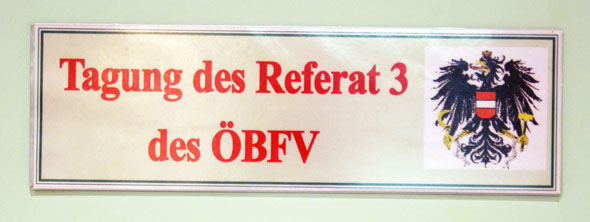 Tagung des Referat 3
des ÖBFV